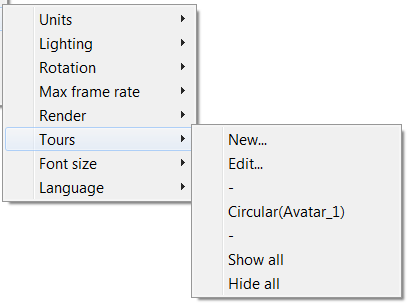 Units
Lighting
Rotation
Max frame rate
Render
Tours
Font size
Language
New...
Edit...
-
Circular(Avatar_1)
-
Show all
Hide all